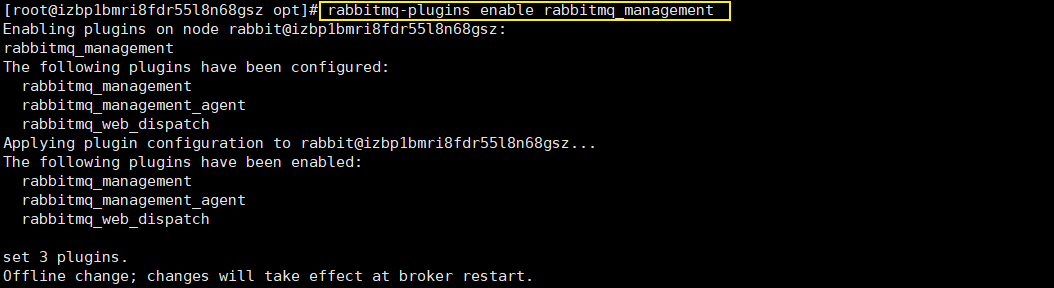 [root@izbp1bmri8fdr55l8n68gsz opt]# rabbitmq-plugins enable rabbitmq_management
Enabling plugins on node rabbit@izbp1bmri8fdr55l8n68gsz:
rabbitmq_management
The following plugins have been configured:
  rabbitmq_management
  rabbitmq_management_agent
  rabbitmq_web_dispatch
Applying plugin configuration to rabbit@izbp1bmri8fdr55l8n68gsz...
The following plugins have been enabled:
  rabbitmq_management
  rabbitmq_management_agent
  rabbitmq_web_dispatch

set 3 plugins.
Offline change; changes will take effect at broker restart.